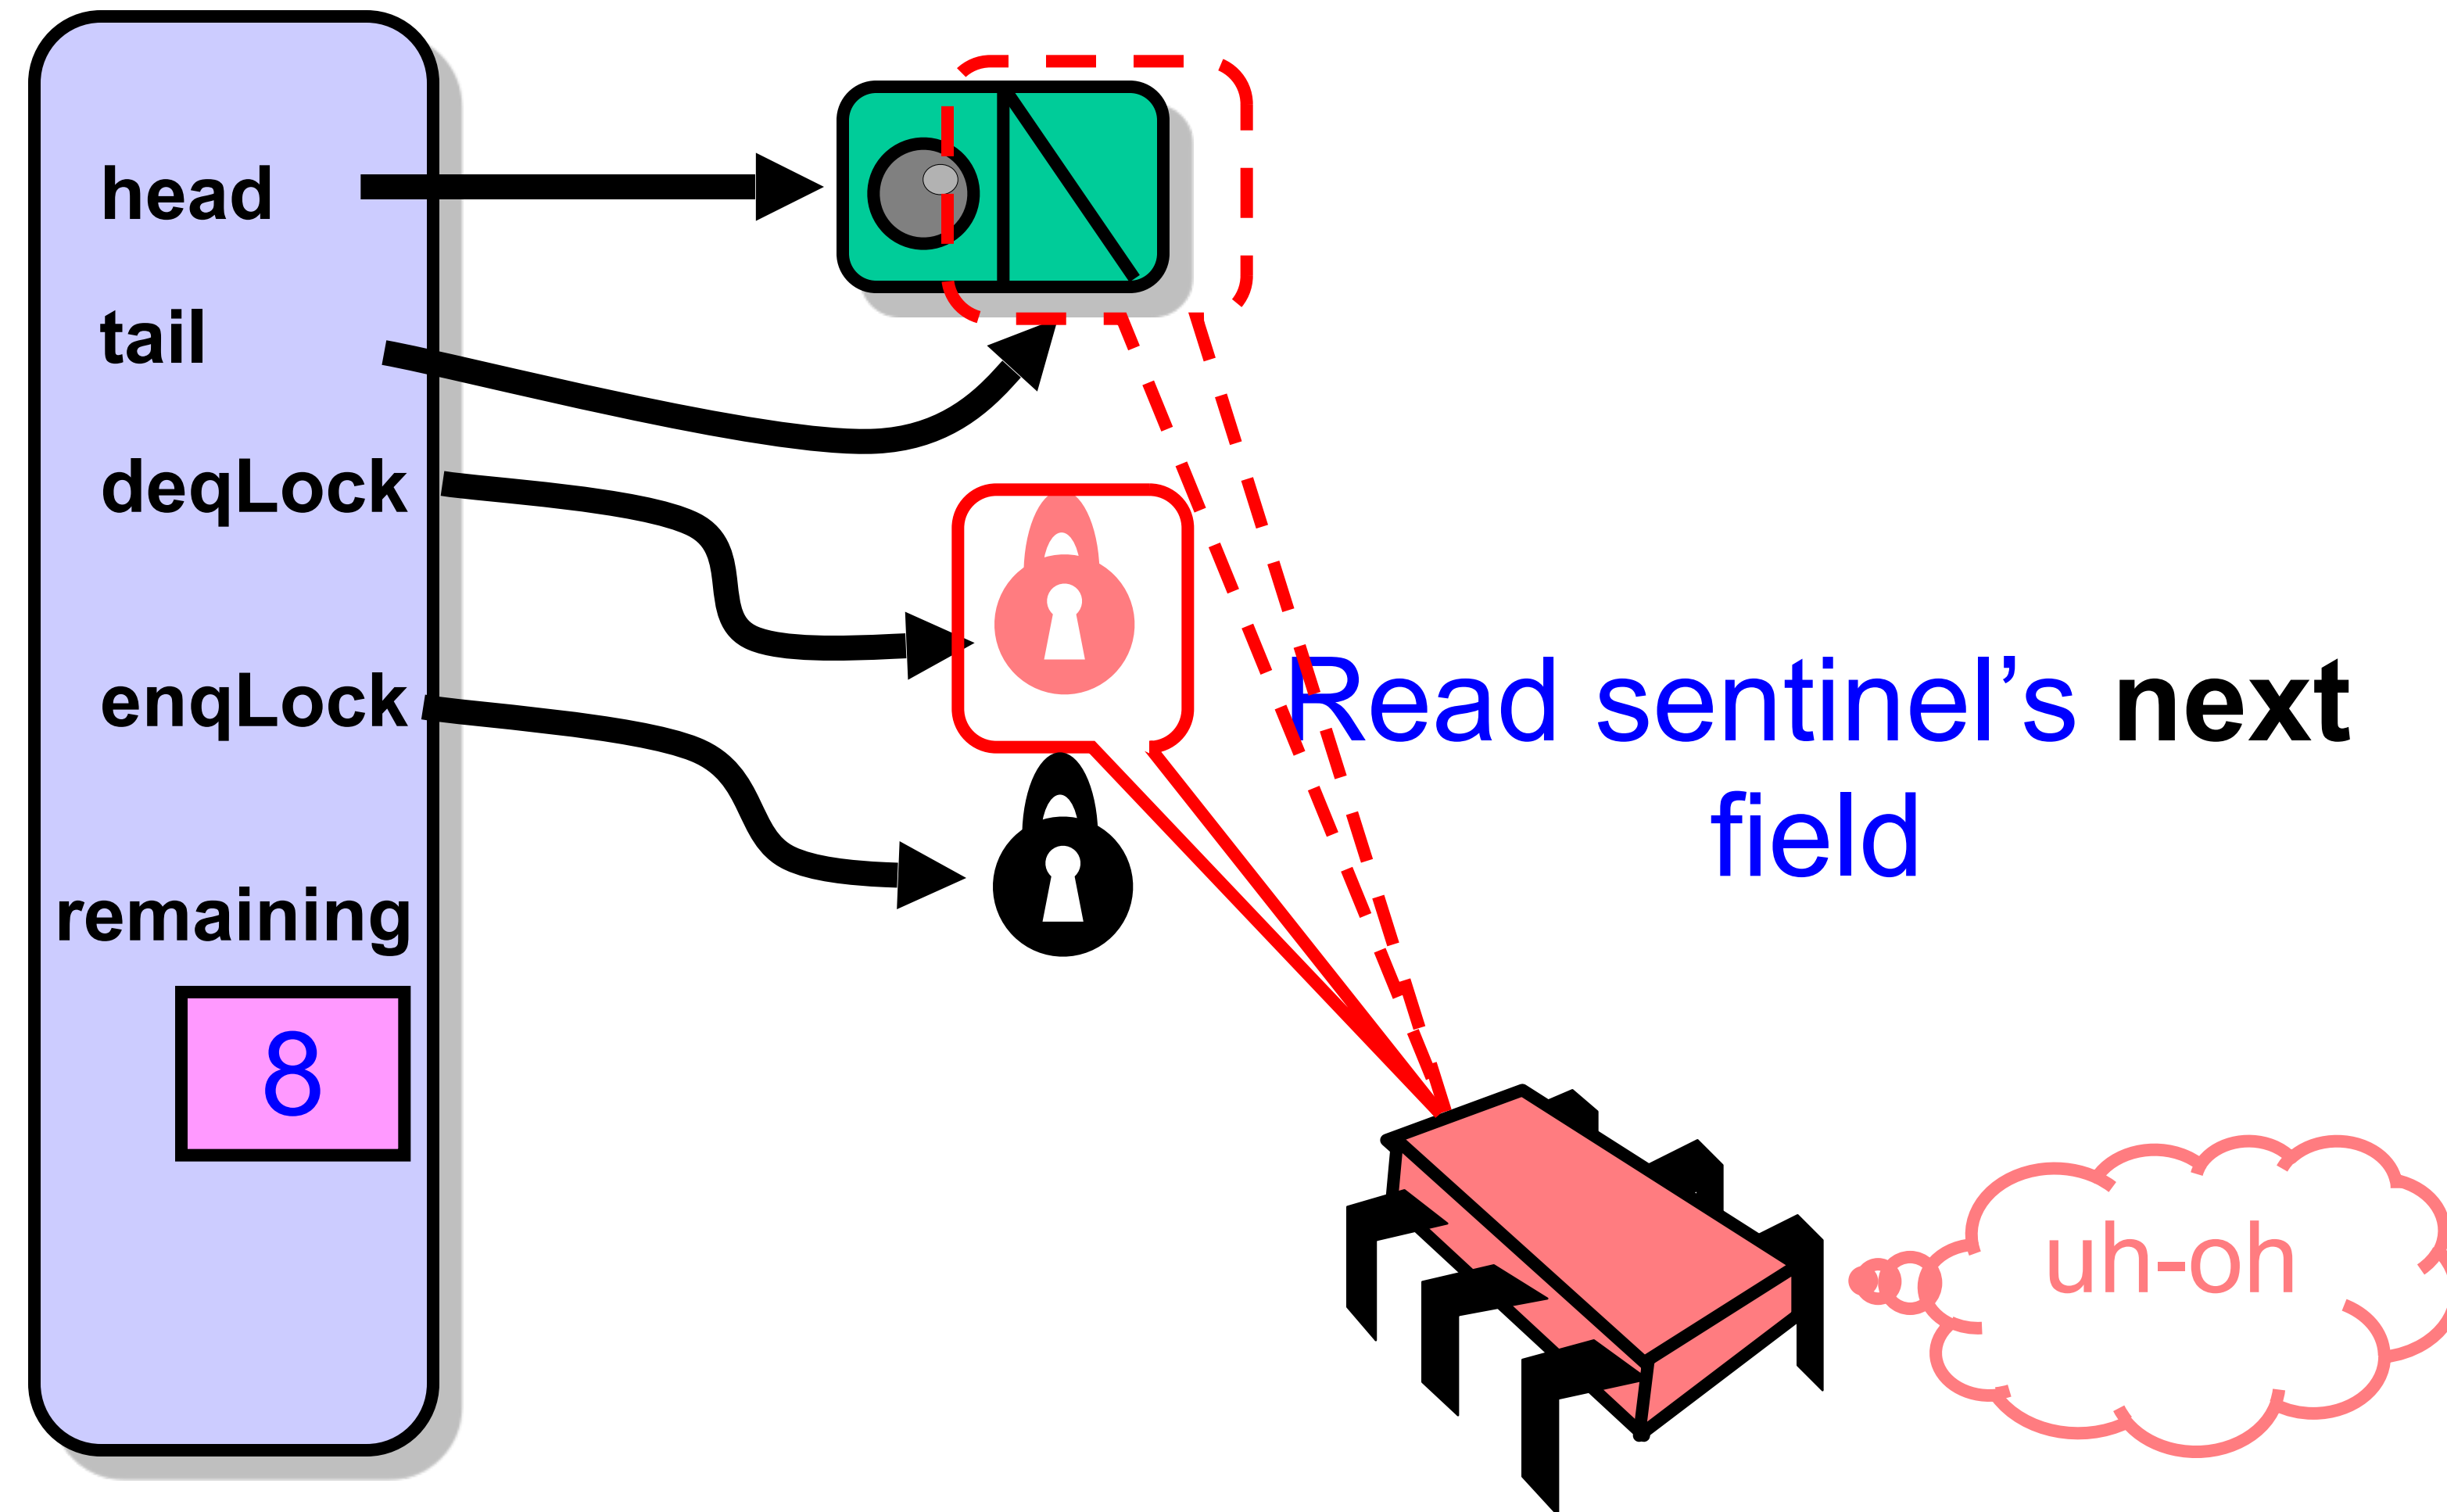 head
tail
deqLock
enqLock
remaining
8
Read sentinel’s next
field
uh-oh